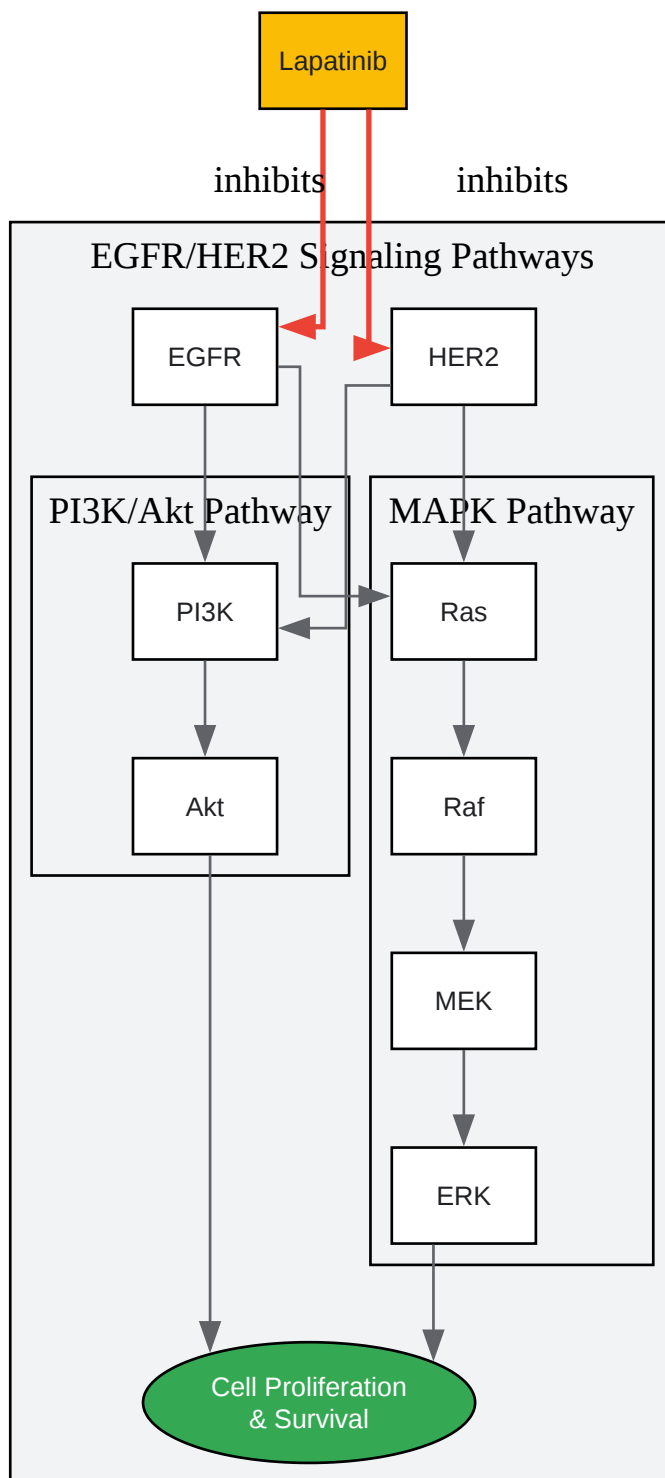 Lapatinib
inhibits
inhibits
EGFR/HER2 Signaling Pathways
EGFR
HER2
PI3K/Akt Pathway
MAPK Pathway
PI3K
Ras
Akt
Raf
MEK
ERK
Cell Proliferation
& Survival